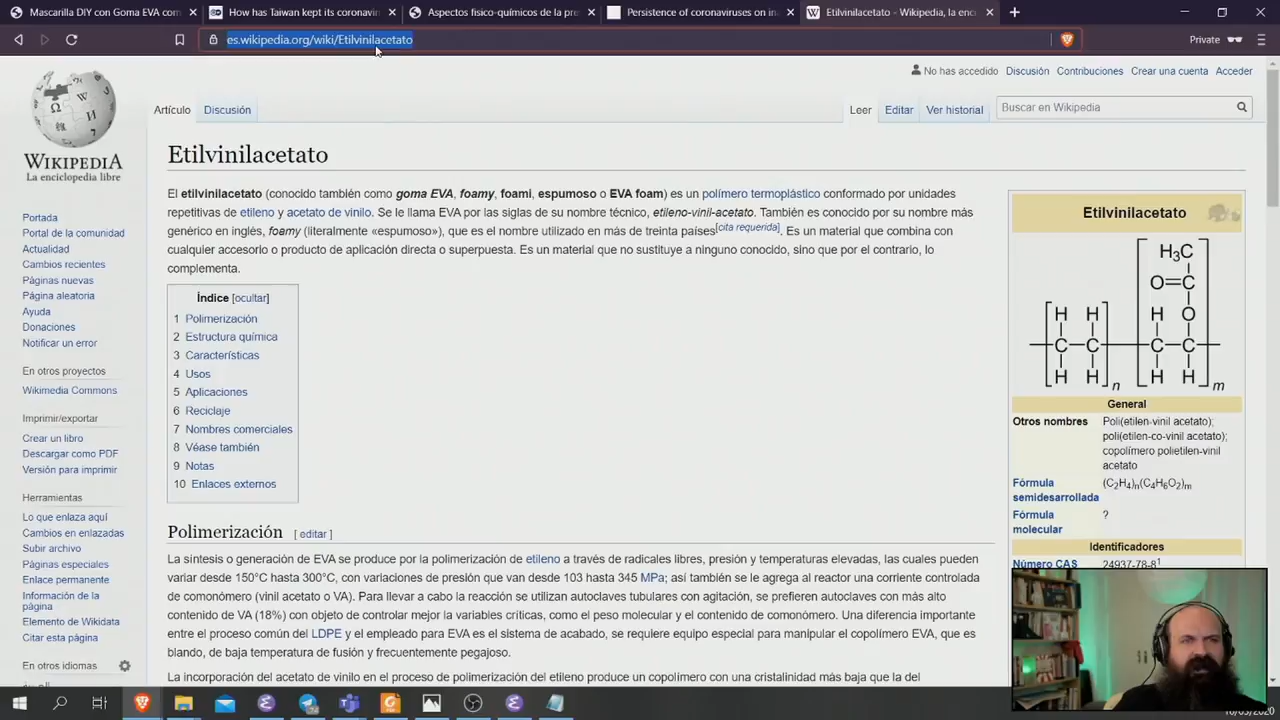 Mascarilla DIY con Goma EVA com
How has Taiwan kept its coronavir
Aspectos físico-químicos de la pre
Persistence of coronaviruses on in
Etilvinilacetato - Wikipedia, la enci
es.wikipedia.org/wiki/Etilvinilacetato
Private
No has accedido Discusión Contribuciones Crear una cuenta Acceder
Artículo Discusión
Leer Editar Ver historial
Buscar en Wikipedia
WIKIPEDIA
La enciclopedia libre
Portada
Portal de la comunidad
Actualidad
Cambios recientes
Páginas nuevas
Página aleatoria
Ayuda
Donaciones
Notificar un error
En otros proyectos
Wikimedia Commons
Imprimir/exportar
Crear un libro
Descargar como PDF
Versión para imprimir
Herramientas
Lo que enlaza aquí
Cambios en enlazadas
Subir archivo
Páginas especiales
Enlace permanente
Información de la
página
Elemento de Wikidata
Citar esta página
En otros idiomas
Etilvinilacetato
El etilvinilacetato (conocido también como goma EVA, foamy, foami, espumoso o EVA foam) es un polímero termoplástico conformado por unidades
repetitivas de etileno y acetato de vinilo. Se le llama EVA por las siglas de su nombre técnico, etileno-vinil-acetato. También es conocido por su nombre más
genérico en inglés, foamy (literalmente «espumoso»), que es el nombre utilizado en más de treinta países[cita requerida]. Es un material que combina con
cualquier accesorio o producto de aplicación directa o superpuesta. Es un material que no sustituye a ninguno conocido, sino que por el contrario, lo
complementa.
Índice [ocultar]
1 Polimerización
2 Estructura química
3 Características
4 Usos
5 Aplicaciones
6 Reciclaje
7 Nombres comerciales
8 Véase también
9 Notas
10 Enlaces externos
Polimerización [ editar ]
La síntesis o generación de EVA se produce por la polimerización de etileno a través de radicales libres, presión y temperaturas elevadas, las cuales pueden
variar desde 150°C hasta 300°C, con variaciones de presión que van desde 103 hasta 345 MPa; así también se le agrega al reactor una corriente controlada
de comonómero (vinil acetato o VA). Para llevar a cabo la reacción se utilizan autoclaves tubulares con agitación, se prefieren autoclaves con más alto
contenido de VA (18%) con objeto de controlar mejor la variables críticas, como el peso molecular y el contenido de comonómero. Una diferencia importante
entre el proceso común del LDPE y el empleado para EVA es el sistema de acabado, se requiere equipo especial para manipular el copolímero EVA, que es
blando, de baja temperatura de fusión y frecuentemente pegajoso.
La incorporación del acetato de vinilo en el proceso de polimerización del etileno produce un copolímero con una cristalinidad más baja que la del
Etilvinilacetato
H₃C
O=C
H H H O
C C C C
H H H H
n m
General
Otros nombres Poli(etilen-vinil acetato);
poli(etilen-co-vinil acetato);
copolímero polietilen-vinil
acetato
Fórmula (C₂H₄)ₙ(C₄H₆O₂)ₘ
semidesarrollada
Fórmula ?
molecular
Identificadores
Número CAS 24937-78-8¹